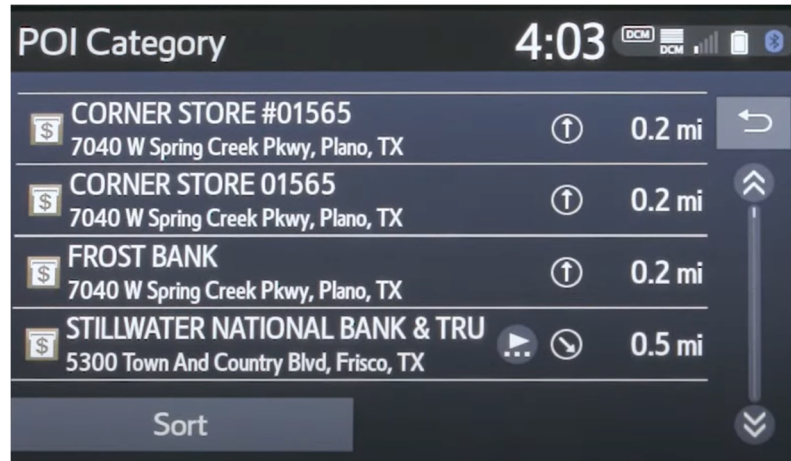 POI Category
4:03
DCM
DCM
$
CORNER STORE #01565
7040 W Spring Creek Pkwy, Plano, TX
0.2 mi
$
CORNER STORE 01565
7040 W Spring Creek Pkwy, Plano, TX
0.2 mi
$
FROST BANK
7040 W Spring Creek Pkwy, Plano, TX
0.2 mi
$
STILLWATER NATIONAL BANK & TRU
5300 Town And Country Blvd, Frisco, TX
0.5 mi
Sort